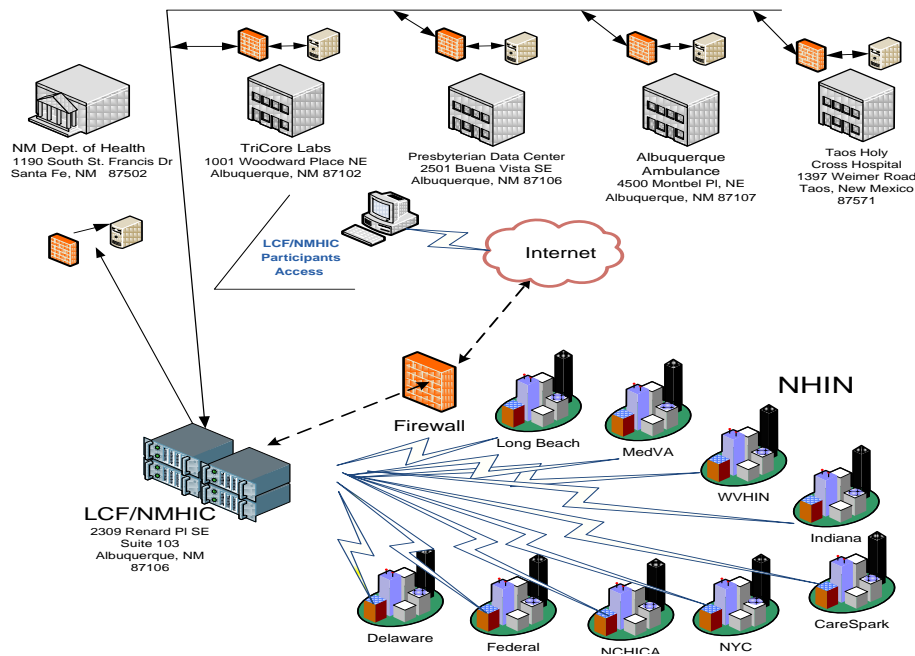 NM Dept. of Health
1190 South St. Francis Dr
Santa Fe, NM   87502
TriCore Labs
1001 Woodward Place NE
Albuquerque, NM 87102
Presbyterian Data Center
2501 Buena Vista SE
Albuquerque, NM 87106
Albuquerque
Ambulance
4500 Montbel Pl, NE
Albuquerque, NM 87107
Taos Holy
Cross Hospital
1397 Weimer Road
Taos, New Mexico
87571
LCF/NMHIC
Participants
Access
Internet
Firewall
NHIN
Long Beach
MedVA
WVHIN
Indiana
CareSpark
NYC
NCHICA
Federal
Delaware
LCF/NMHIC
2309 Renard Pl SE
Suite 103
Albuquerque, NM
87106